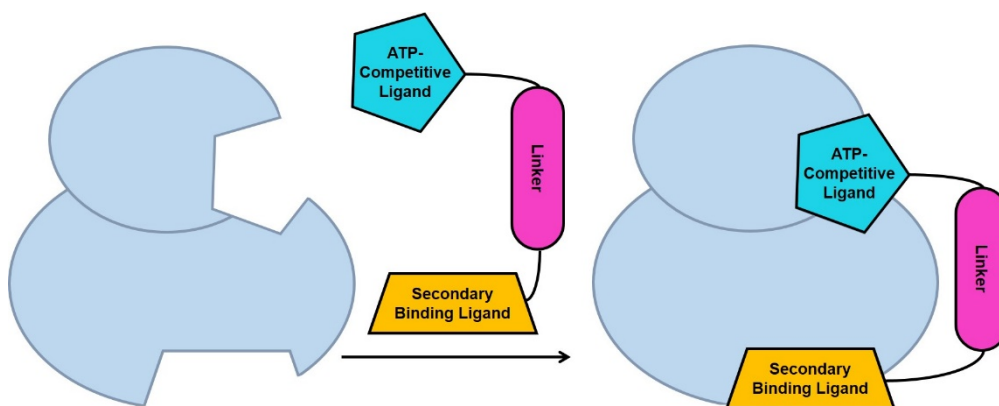 ATP-
Competitive
Ligand
Linker
Secondary
Binding Ligand
ATP-
Competitive
Ligand
Linker
Secondary
Binding Ligand